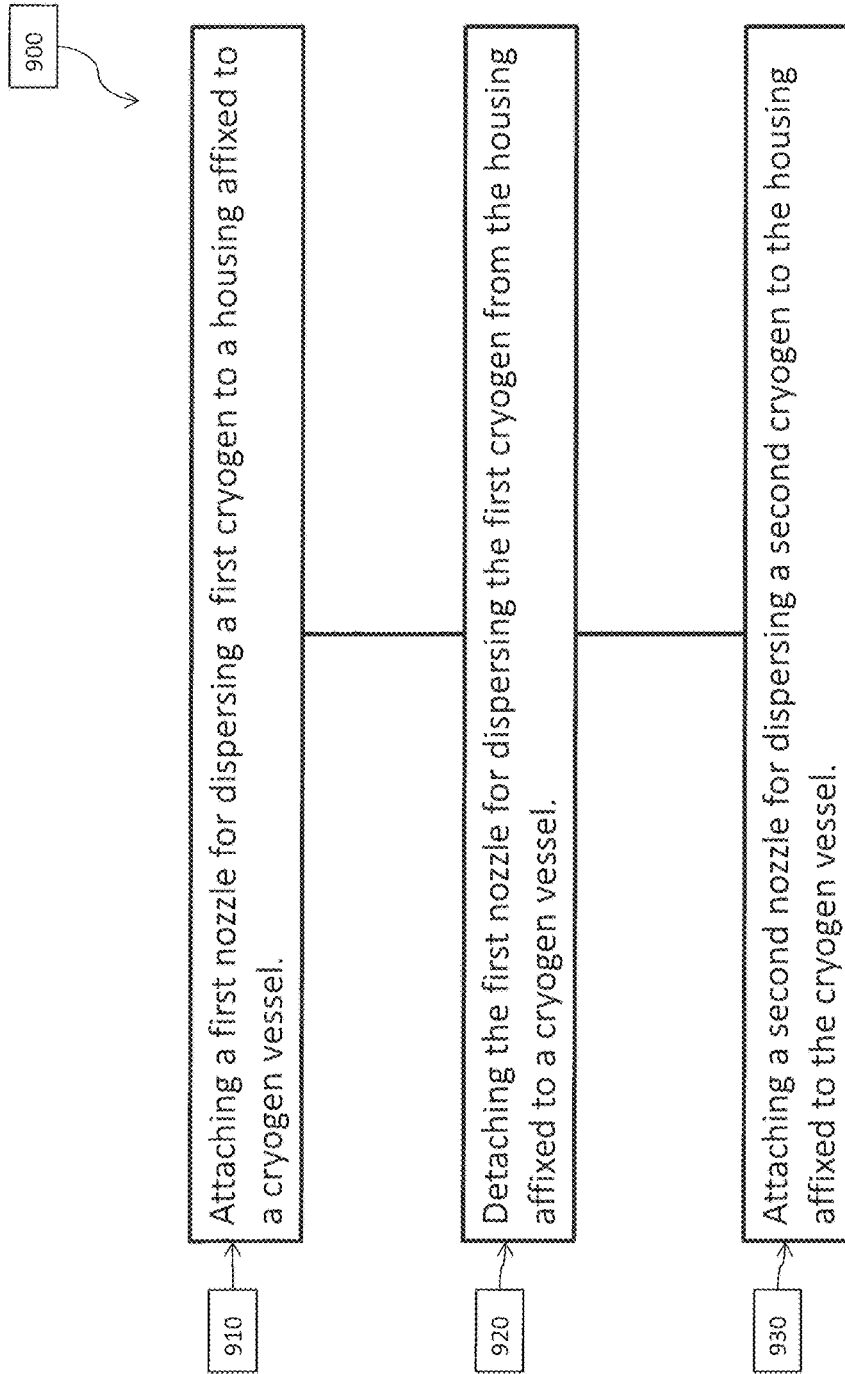 900
910
Attaching a first nozzle for dispersing a first cryogen to a housing affixed to
a cryogen vessel.
920
Detaching the first nozzle for dispersing the first cryogen from the housing
affixed to a cryogen vessel.
930
Attaching a second nozzle for dispersing a second cryogen to the housing
affixed to the cryogen vessel.